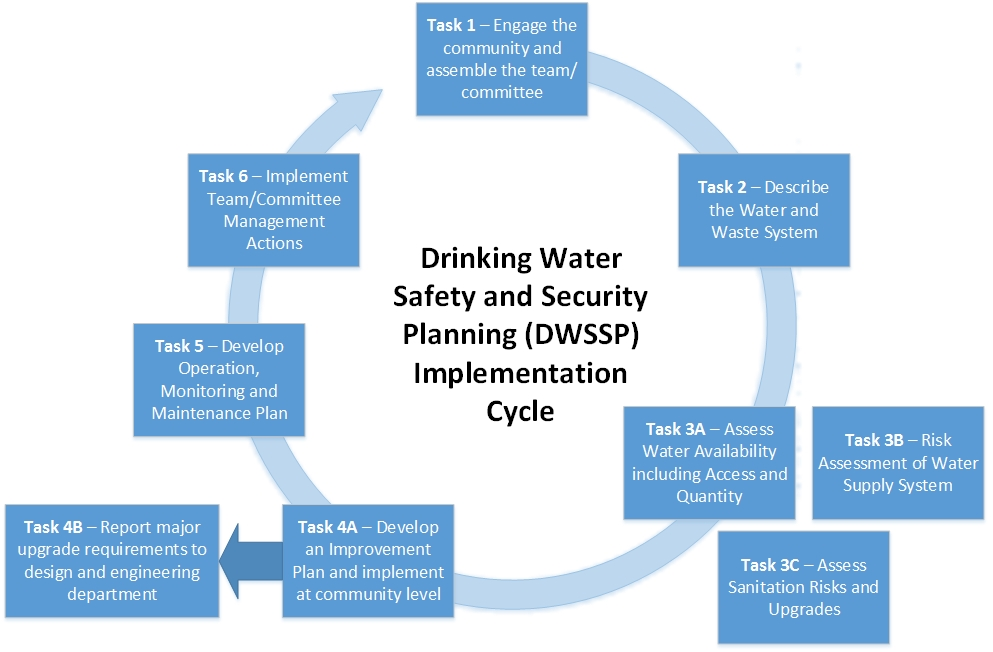 Task 1 – Engage the
community and
assemble the team/
committee
Task 2 – Describe
the Water and
Waste System
Task 3A – Assess
Water Availability
including Access and
Quantity
Task 3B – Risk
Assessment of Water
Supply System
Task 3C – Assess
Sanitation Risks and
Upgrades
Task 4A – Develop
an Improvement
Plan and implement
at community level
Task 4B – Report major
upgrade requirements to
design and engineering
department
Task 5 – Develop
Operation,
Monitoring and
Maintenance Plan
Task 6 – Implement
Team/Committee
Management
Actions
Drinking Water
Safety and Security
Planning (DWSSP)
Implementation
Cycle